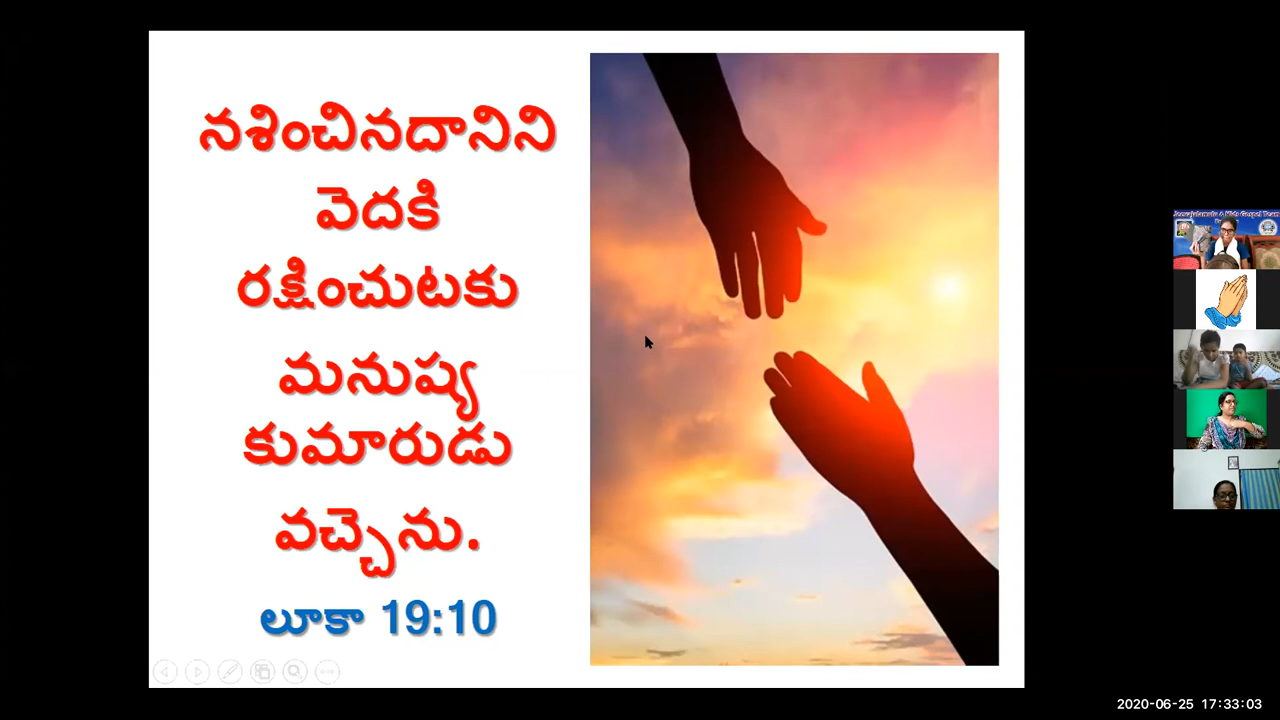 నశించినదానిని
వెదకి
రక్షించుటకు
మనుష్య
కుమారుడు
వచ్చెను.
లూకా 19:10
2020-06-25 17:33:03